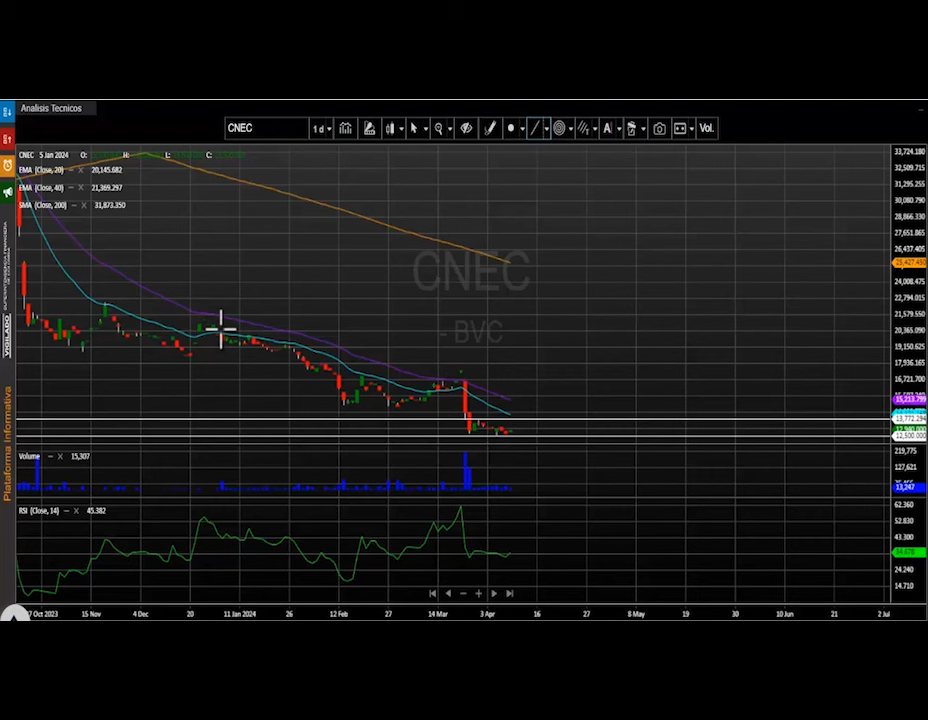 Analisis Tecnicos
CNEC
1 d
Vol.
CNEC 5 Jan 2024 O: H: L: C:
EMA (Close, 20) 20,145.682
EMA (Close, 40) 21,369.297
SMA (Close, 200) 31,873.350
CNEC
- BVC
33,724.180
32,509.715
31,295.255
30,080.790
28,866.330
27,651.865
26,437.405
25,427.450
24,008.475
22,794.015
21,579.550
20,365.090
19,150.625
17,936.165
16,721.700
15,213.799
13,772.294
12,500.000
Volume 15,307
219,775
127,621
13,247
RSI (Close, 14) 45.382
62.360
52.830
43.300
34.678
24.240
14.710
Oct 2023
15 Nov
4 Dec
20
11 Jan 2024
26
12 Feb
27
14 Mar
3 Apr
16
27
8 May
19
30
10 Jun
21
2 Jul
VIGILADO
Plataforma Informativa